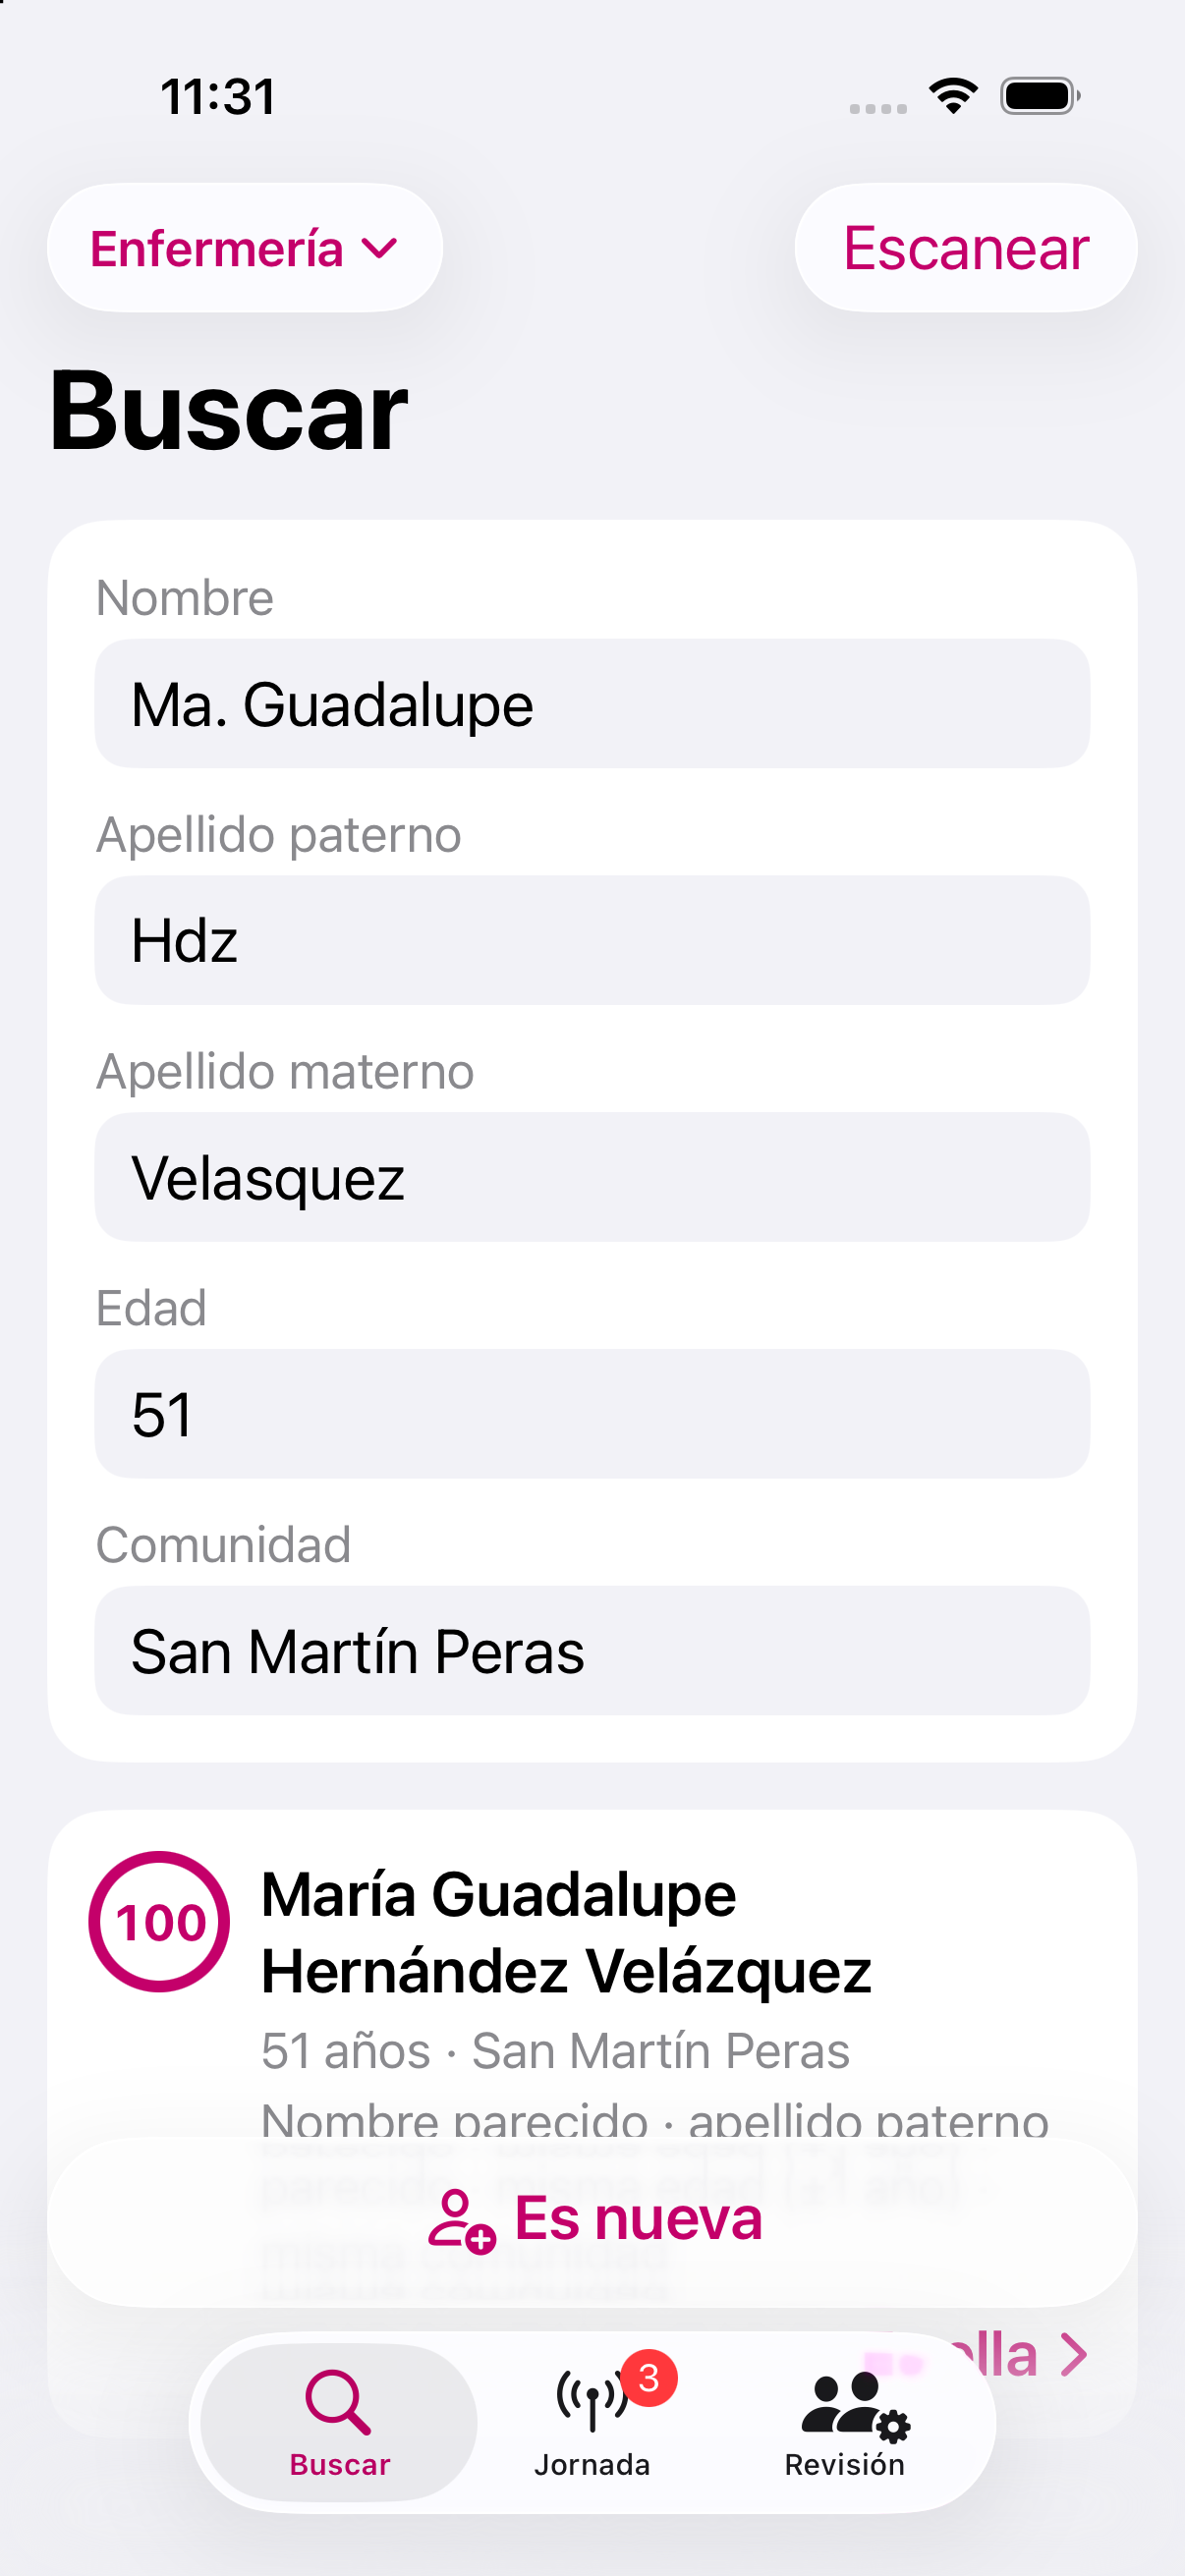 11:31
Enfermería
Escanear
Buscar
Nombre
Ma. Guadalupe
Apellido paterno
Hdz
Apellido materno
Velasquez
Edad
51
Comunidad
San Martín Peras
100
María Guadalupe
Hernández Velázquez
51 años · San Martín Peras
Nombre parecido · apellido paterno
Es nueva
3
Buscar
Jornada
Revisión